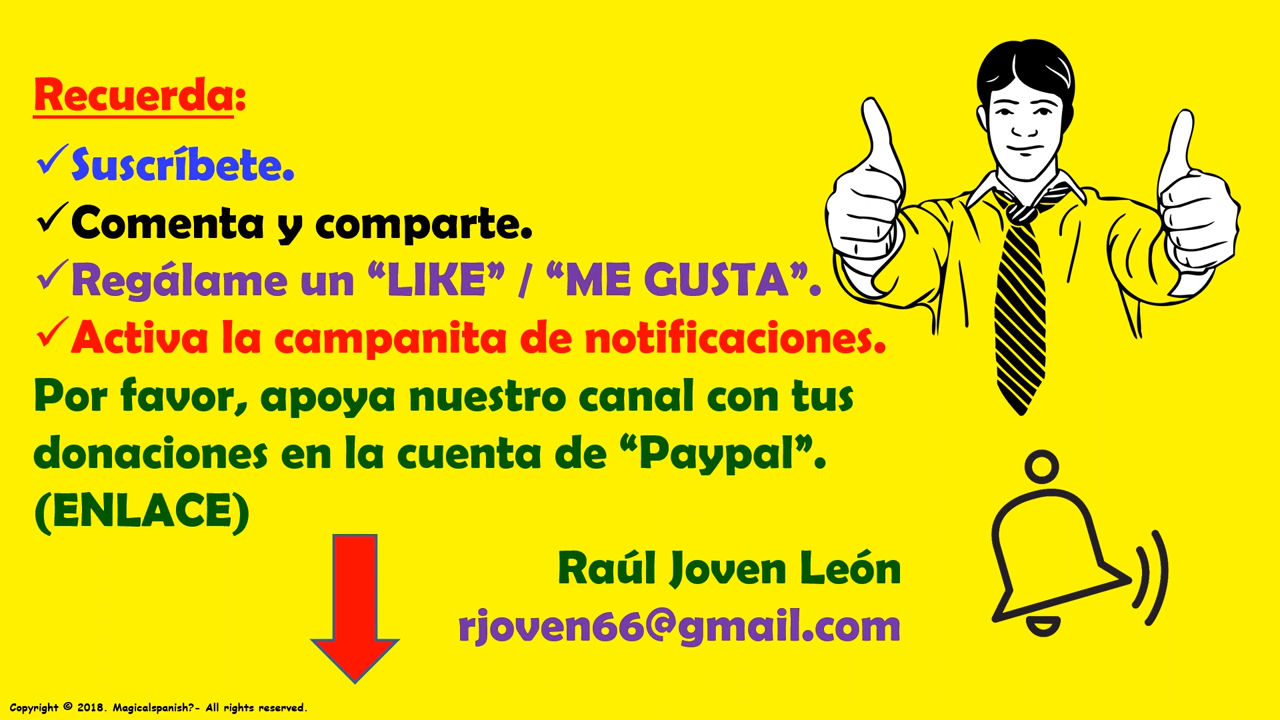 Recuerda:
✓Suscríbete.
✓Comenta y comparte.
✓Regálame un “LIKE” / “ME GUSTA”.
✓Activa la campanita de notificaciones.
Por favor, apoya nuestro canal con tus
donaciones en la cuenta de “Paypal”.
(ENLACE)
Raúl Joven León
rjoven66@gmail.com
Copyright © 2018. Magicalspanish?- All rights reserved.